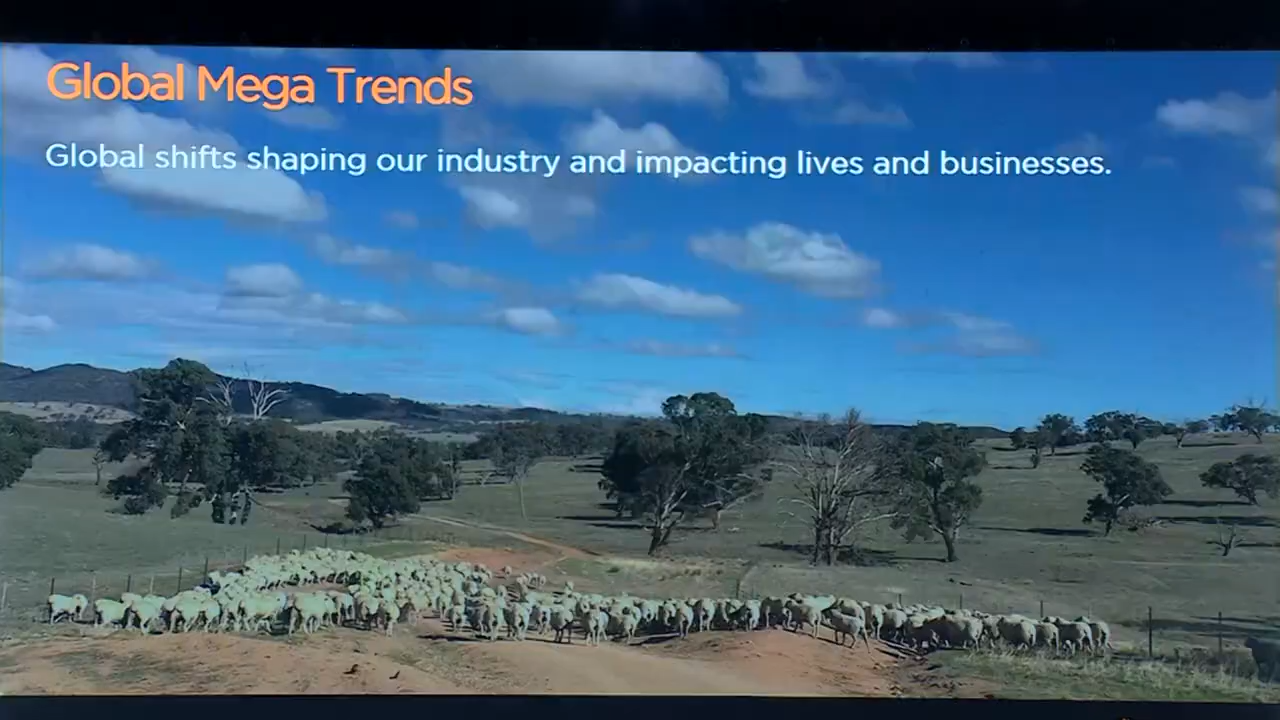 Global Mega Trends
Global shifts shaping our industry and impacting lives and businesses.